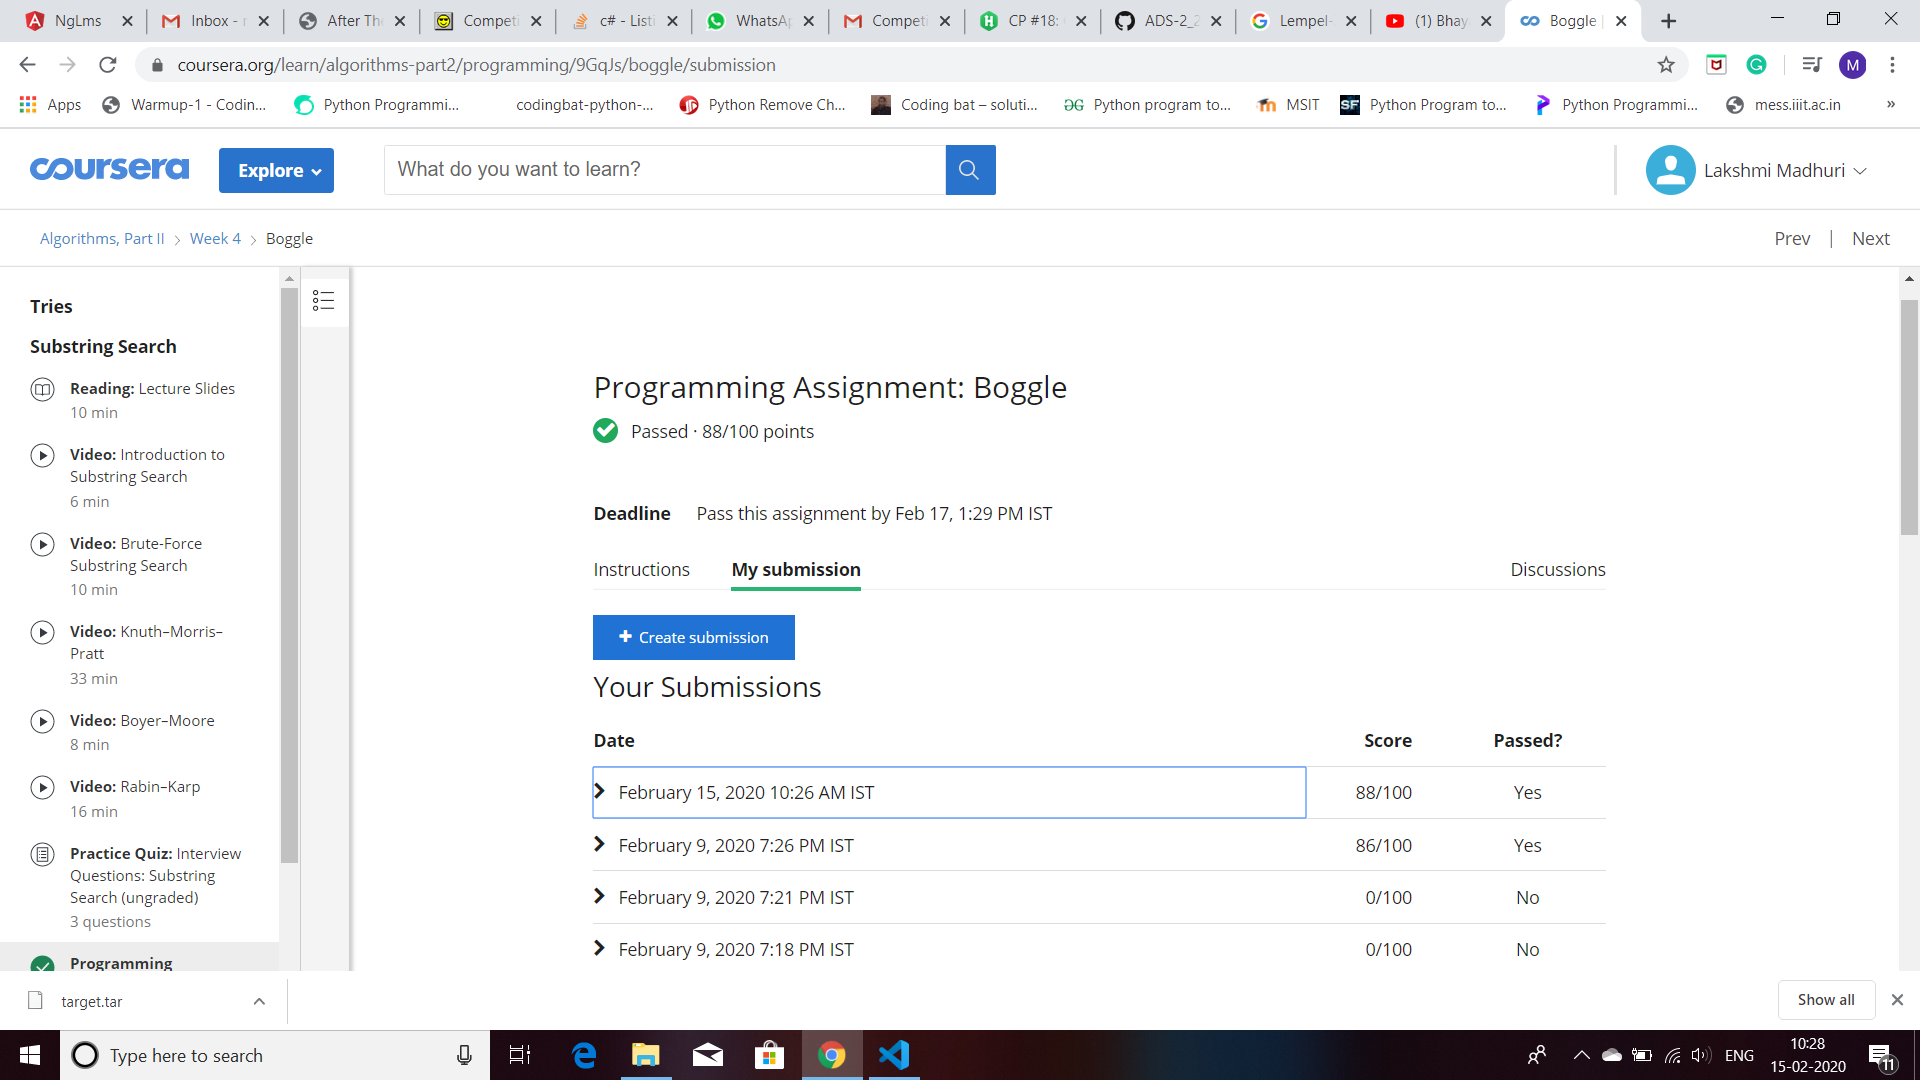 NgLms
Inbox - r
After The
Competi
c# - Listi
WhatsAp
Competi
CP #18:
ADS-2_2
Lempel-
(1) Bhay
Boggle |
coursera.org/learn/algorithms-part2/programming/9GqJs/boggle/submission
M
Apps
Warmup-1 - Codin...
Python Programmi...
codingbat-python-...
Python Remove Ch...
Coding bat – soluti...
Python program to...
MSIT
SF
Python Program to...
Python Programmi...
mess.iiit.ac.in
»
coursera
Explore
What do you want to learn?
Lakshmi Madhuri
Algorithms, Part II > Week 4 > Boggle
Prev | Next
Tries
Substring Search
Reading: Lecture Slides
10 min
Video: Introduction to
Substring Search
6 min
Video: Brute-Force
Substring Search
10 min
Video: Knuth–Morris–
Pratt
33 min
Video: Boyer–Moore
8 min
Video: Rabin–Karp
16 min
Practice Quiz: Interview
Questions: Substring
Search (ungraded)
3 questions
Programming
Programming Assignment: Boggle
Passed · 88/100 points
Deadline Pass this assignment by Feb 17, 1:29 PM IST
Instructions
My submission
Discussions
+ Create submission
Your Submissions
Date Score Passed?
February 15, 2020 10:26 AM IST 88/100 Yes
February 9, 2020 7:26 PM IST 86/100 Yes
February 9, 2020 7:21 PM IST 0/100 No
February 9, 2020 7:18 PM IST 0/100 No
target.tar
Show all
Type here to search
ENG
10:28
15-02-2020
11